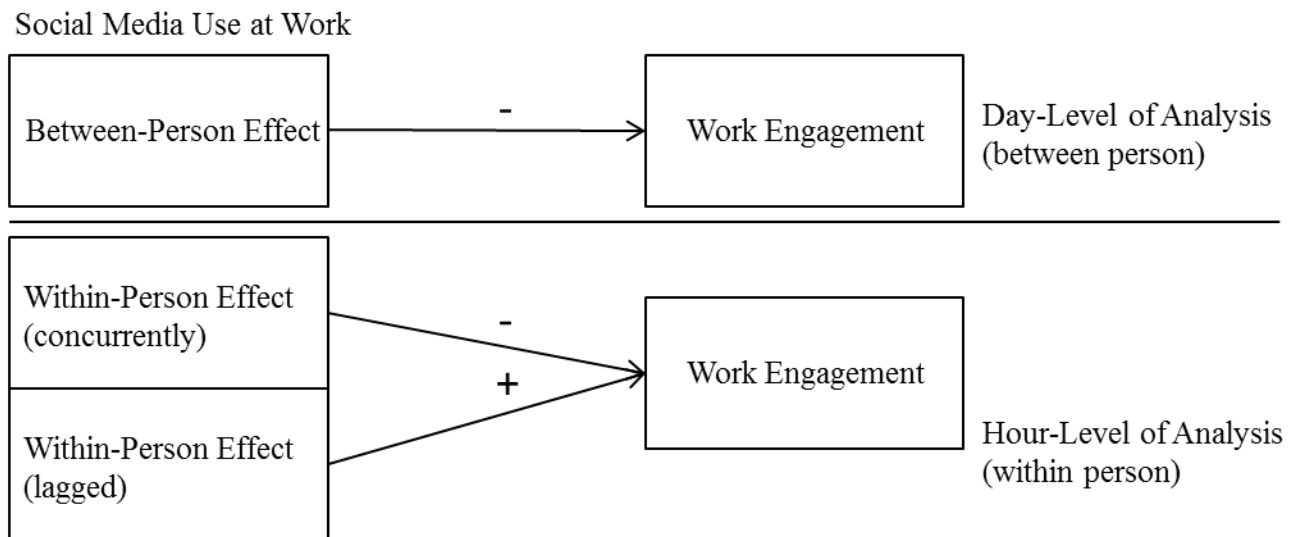 Social Media Use at Work
Between-Person Effect
-
Work Engagement
Day-Level of Analysis
(between person)
Within-Person Effect
(concurrently)
-
+
Work Engagement
Within-Person Effect
(lagged)
Hour-Level of Analysis
(within person)